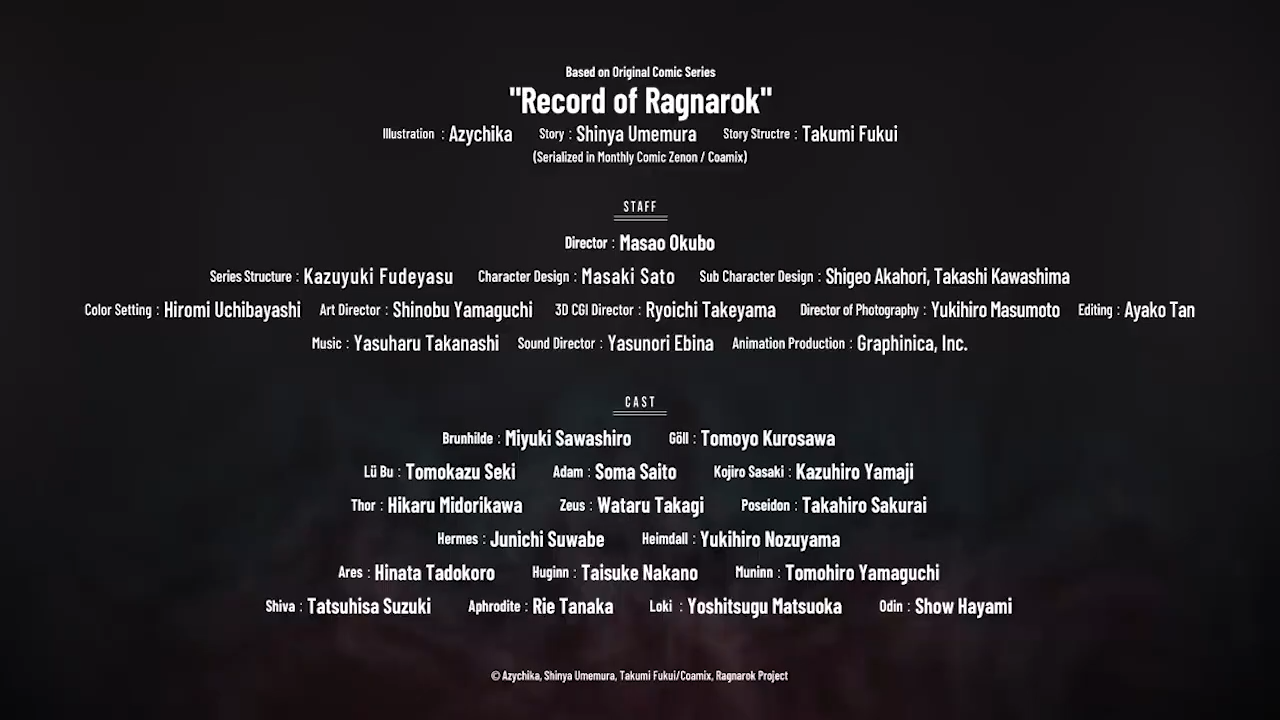 Based on Original Comic Series
"Record of Ragnarok"
Illustration : Azychika Story : Shinya Umemura Story Structre : Takumi Fukui
(Serialized in Monthly Comic Zenon / Coamix)
STAFF
Director : Masao Okubo
Series Structure : Kazuyuki Fudeyasu Character Design : Masaki Sato Sub Character Design : Shigeo Akahori, Takashi Kawashima
Color Setting : Hiromi Uchibayashi Art Director : Shinobu Yamaguchi 3D CGI Director : Ryoichi Takeyama Director of Photography : Yukihiro Masumoto Editing : Ayako Tan
Music : Yasuharu Takanashi Sound Director : Yasunori Ebina Animation Production : Graphinica, Inc.
CAST
Brunhilde : Miyuki Sawashiro Göll : Tomoyo Kurosawa
Lü Bu : Tomokazu Seki Adam : Soma Saito Kojiro Sasaki : Kazuhiro Yamaji
Thor : Hikaru Midorikawa Zeus : Wataru Takagi Poseidon : Takahiro Sakurai
Hermes : Junichi Suwabe Heimdall : Yukihiro Nozuyama
Ares : Hinata Tadokoro Huginn : Taisuke Nakano Muninn : Tomohiro Yamaguchi
Shiva : Tatsuhisa Suzuki Aphrodite : Rie Tanaka Loki : Yoshitsugu Matsuoka Odin : Show Hayami
© Azychika, Shinya Umemura, Takumi Fukui/Coamix, Ragnarok Project